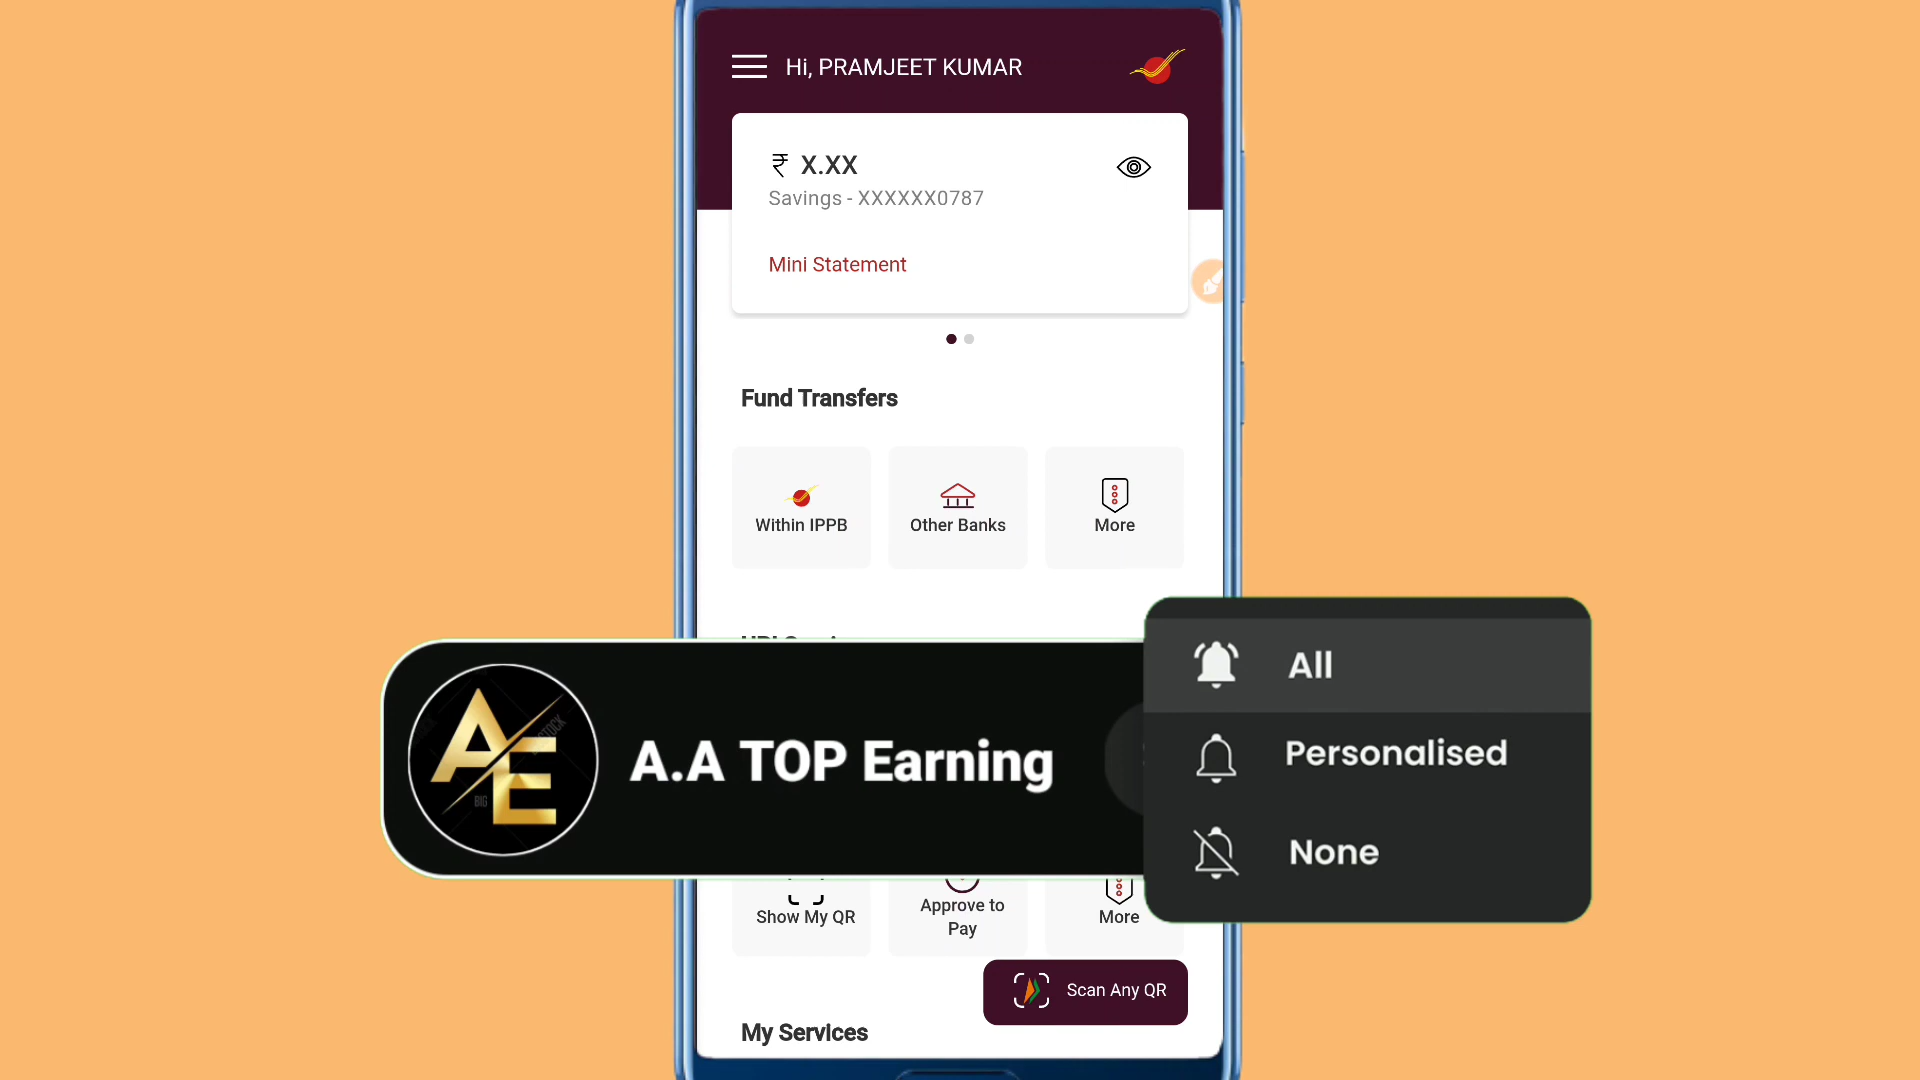 Hi, PRAMJEET KUMAR
₹ X.XX
Savings - XXXXXX0787
Mini Statement
Fund Transfers
Within IPPB
Other Banks
More
All
A.A TOP Earning
Personalised
None
Show My QR
Approve to
Pay
More
Scan Any QR
My Services